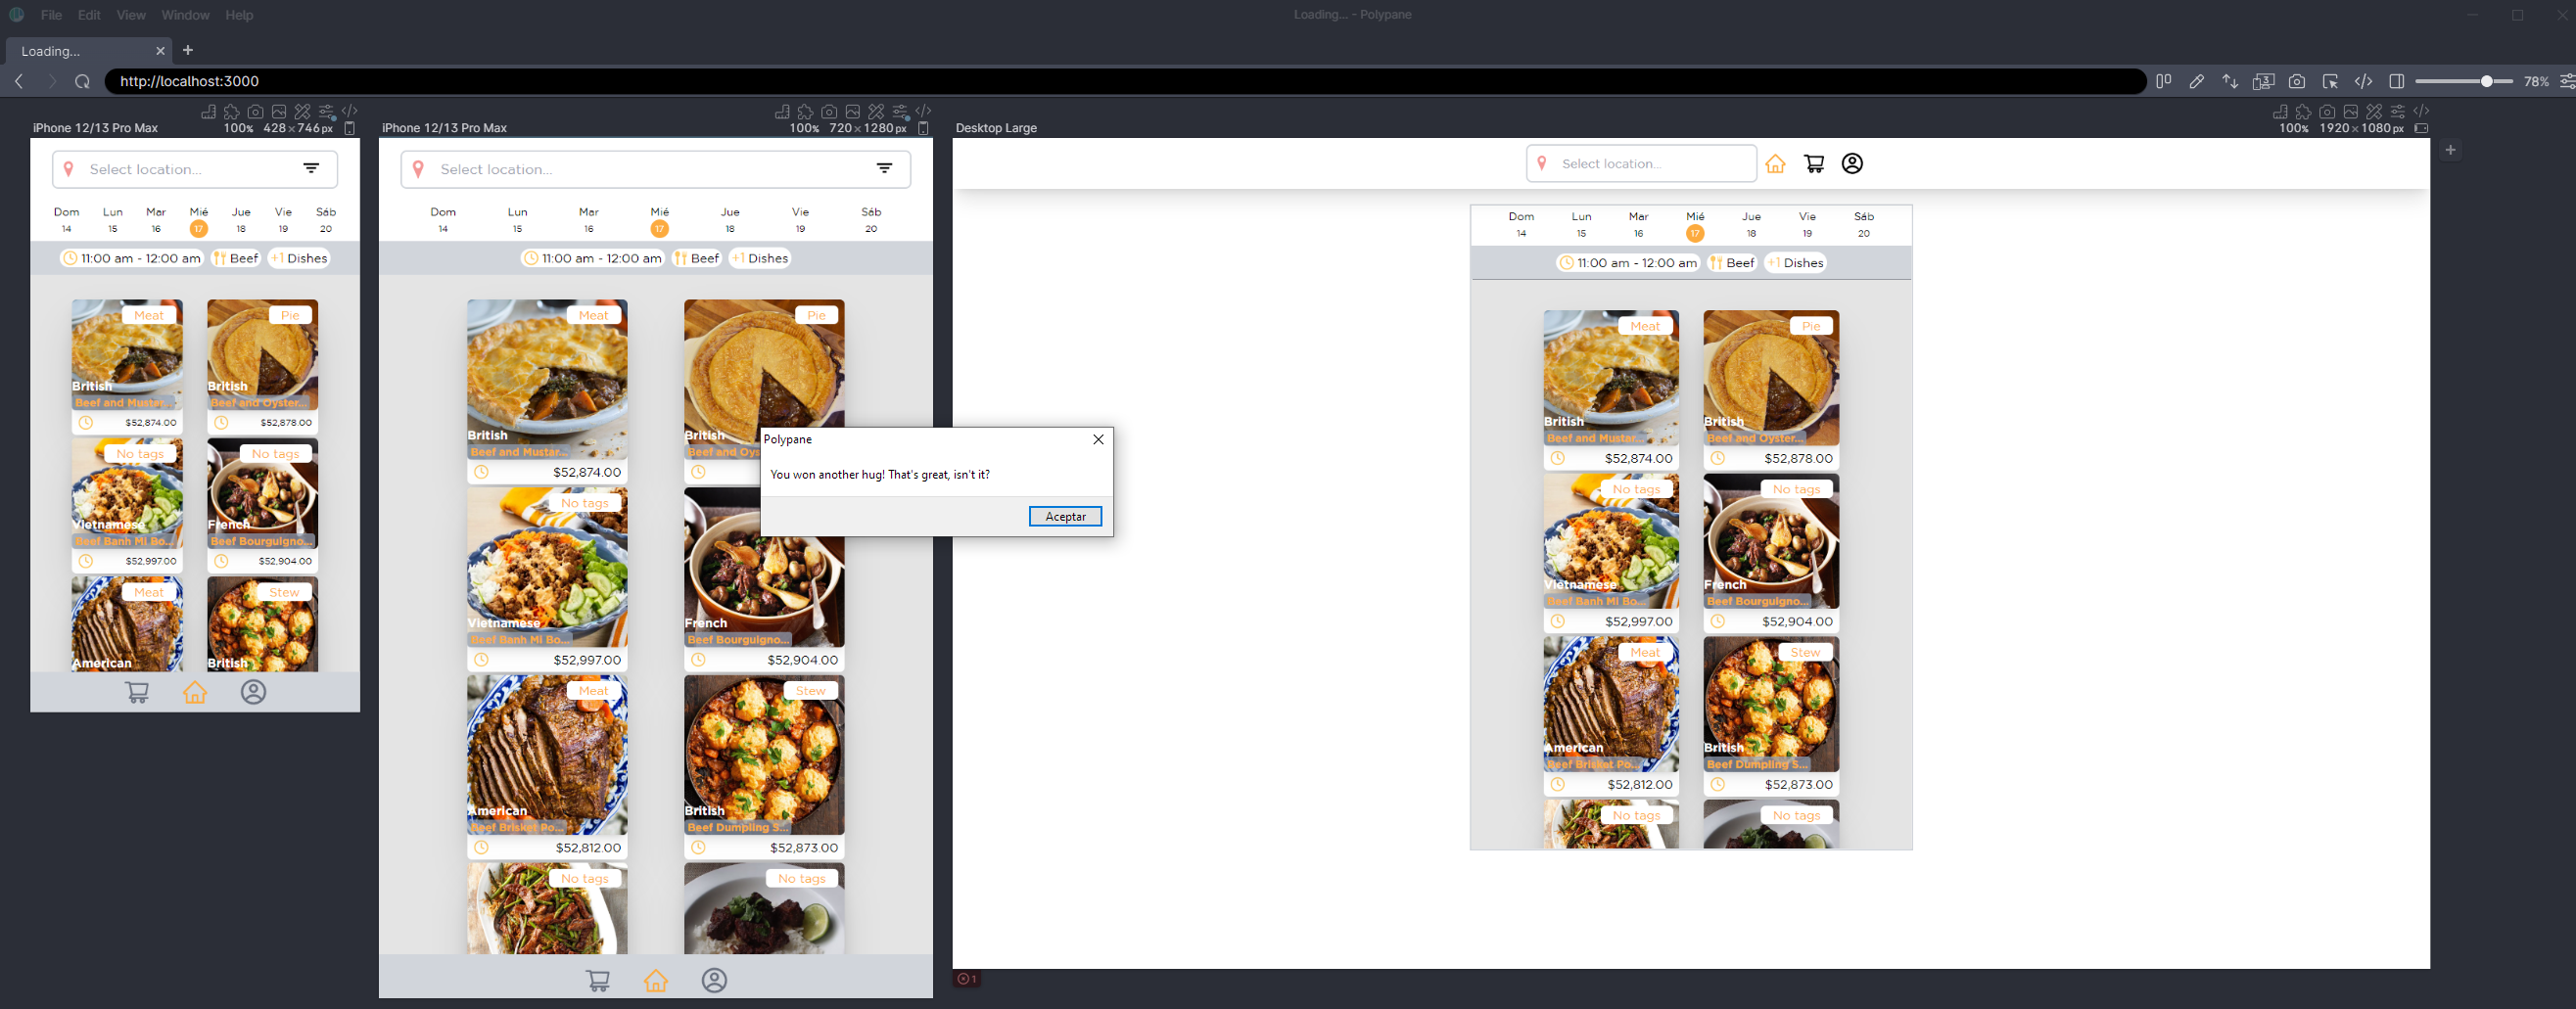 File Edit View Window Help
Loading... - Polypane
Loading...
http://localhost:3000
3
78%
iPhone 12/13 Pro Max
100% 428 × 746 px
Select location...
Dom Lun Mar Mié Jue Vie Sáb
14 15 16 17 18 19 20
11:00 am - 12:00 am Beef +1 Dishes
Meat Pie
British British
Beef and Mustar... Beef and Oyster...
$52,874.00 $52,878.00
No tags No tags
Vietnamese French
Beef Banh Mi Bo... Beef Bourguigno...
$52,997.00 $52,904.00
Meat Stew
American British
iPhone 12/13 Pro Max
100% 720 × 1280 px
Select location...
Dom Lun Mar Mié Jue Vie Sáb
14 15 16 17 18 19 20
11:00 am - 12:00 am Beef +1 Dishes
Meat Pie
British British
Beef and Mustar... Beef and Oys
$52,874.00
No tags
Vietnamese French
Beef Banh Mi Bo... Beef Bourguigno...
$52,997.00 $52,904.00
Meat Stew
American British
Beef Brisket Po... Beef Dumpling S...
$52,812.00 $52,873.00
No tags No tags
Polypane
You won another hug! That's great, isn't it?
Aceptar
Desktop Large
100% 1920 × 1080 px
Select location...
Dom Lun Mar Mié Jue Vie Sáb
14 15 16 17 18 19 20
11:00 am - 12:00 am Beef +1 Dishes
Meat Pie
British British
Beef and Mustar... Beef and Oyster...
$52,874.00 $52,878.00
No tags No tags
Vietnamese French
Beef Banh Mi Bo... Beef Bourguigno...
$52,997.00 $52,904.00
Meat Stew
American British
Beef Brisket Po... Beef Dumpling S...
$52,812.00 $52,873.00
No tags No tags
1